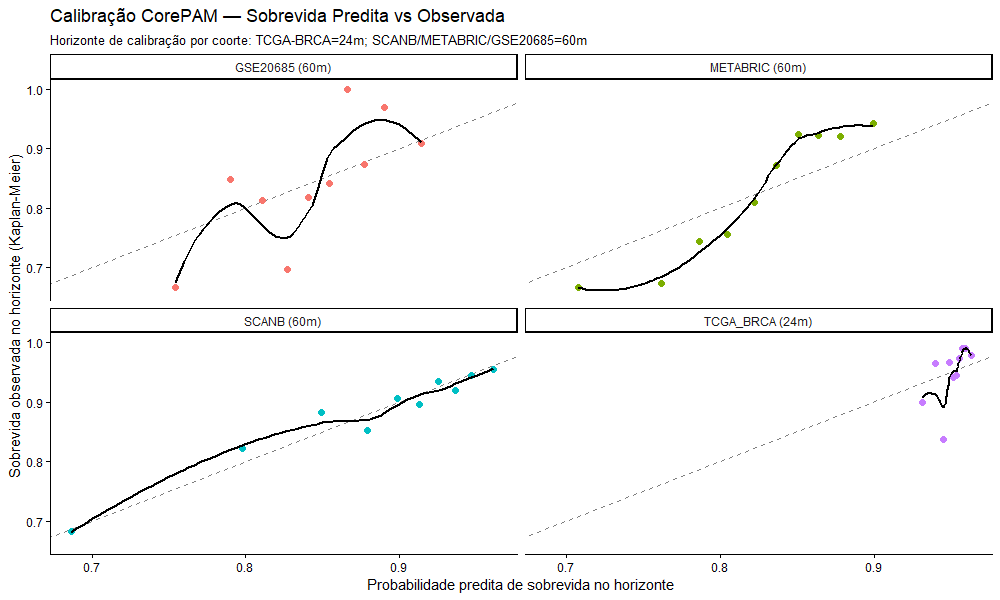 Calibração CorePAM — Sobrevida Predita vs Observada
Horizonte de calibração por coorte: TCGA-BRCA=24m; SCANB/METABRIC/GSE20685=60m
GSE20685 (60m)
METABRIC (60m)
1.0
0.9
0.8
0.7
SCANB (60m)
TCGA_BRCA (24m)
1.0
0.9
0.8
0.7
0.7
0.8
0.9
0.7
0.8
0.9
Sobrevida observada no horizonte (Kaplan-Meier)
Probabilidade predita de sobrevida no horizonte